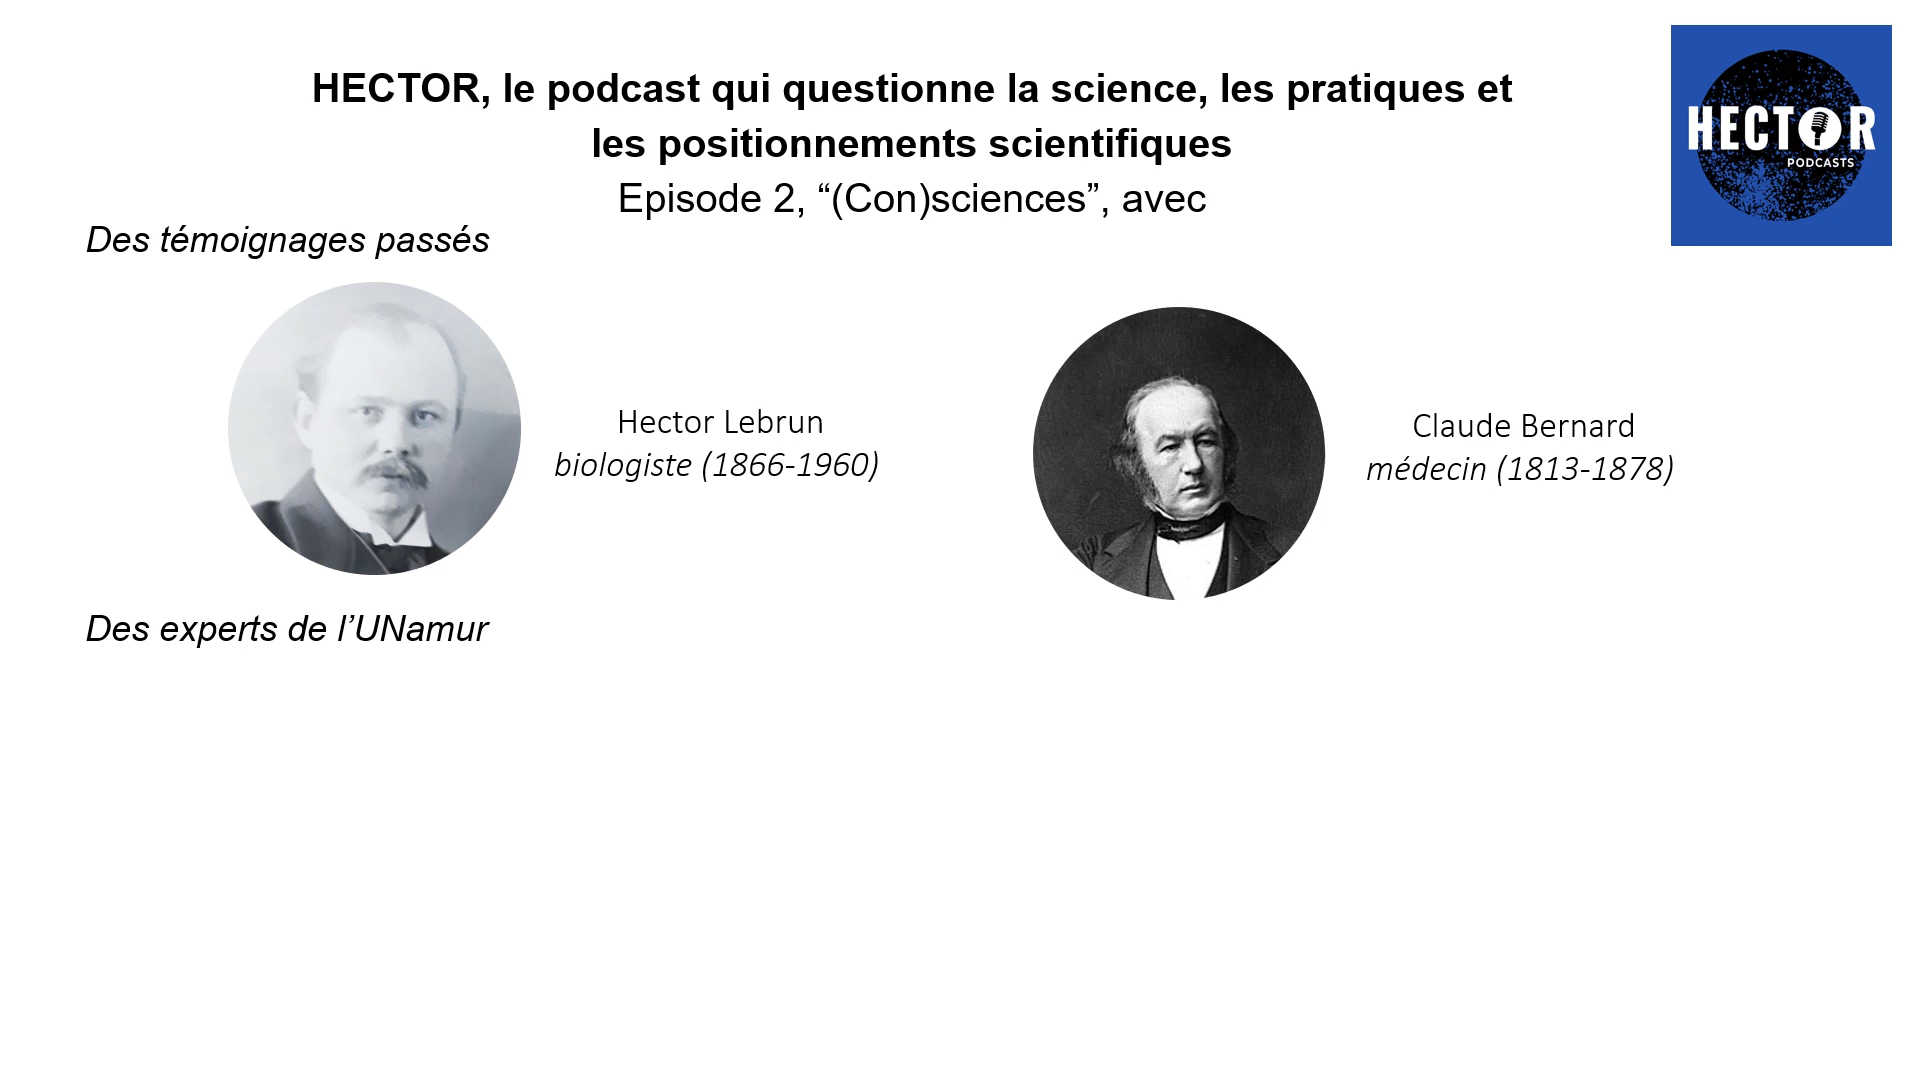 HECTOR, le podcast qui questionne la science, les pratiques et
les positionnements scientifiques
Episode 2, “(Con)sciences”, avec
HECTOR
PODCASTS
Des témoignages passés
Hector Lebrun
biologiste (1866-1960)
Claude Bernard
médecin (1813-1878)
Des experts de l’UNamur